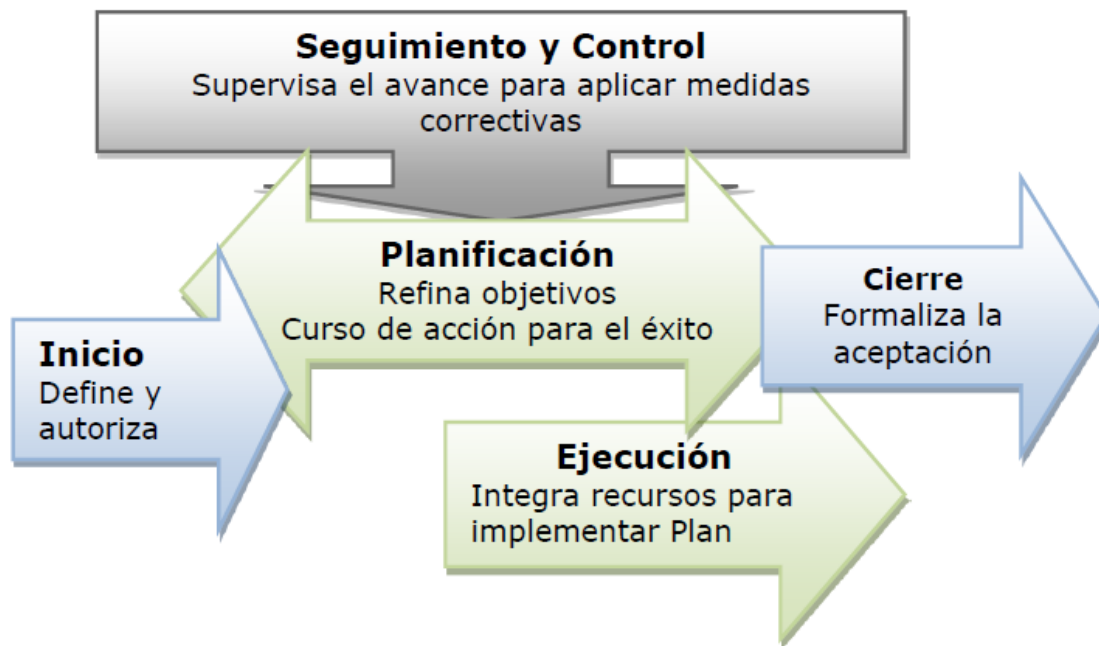 Seguimiento y Control
Supervisa el avance para aplicar medidas
correctivas
Planificación
Refina objetivos
Curso de acción para el éxito
Inicio
Define y
autoriza
Cierre
Formaliza la
aceptación
Ejecución
Integra recursos para
implementar Plan